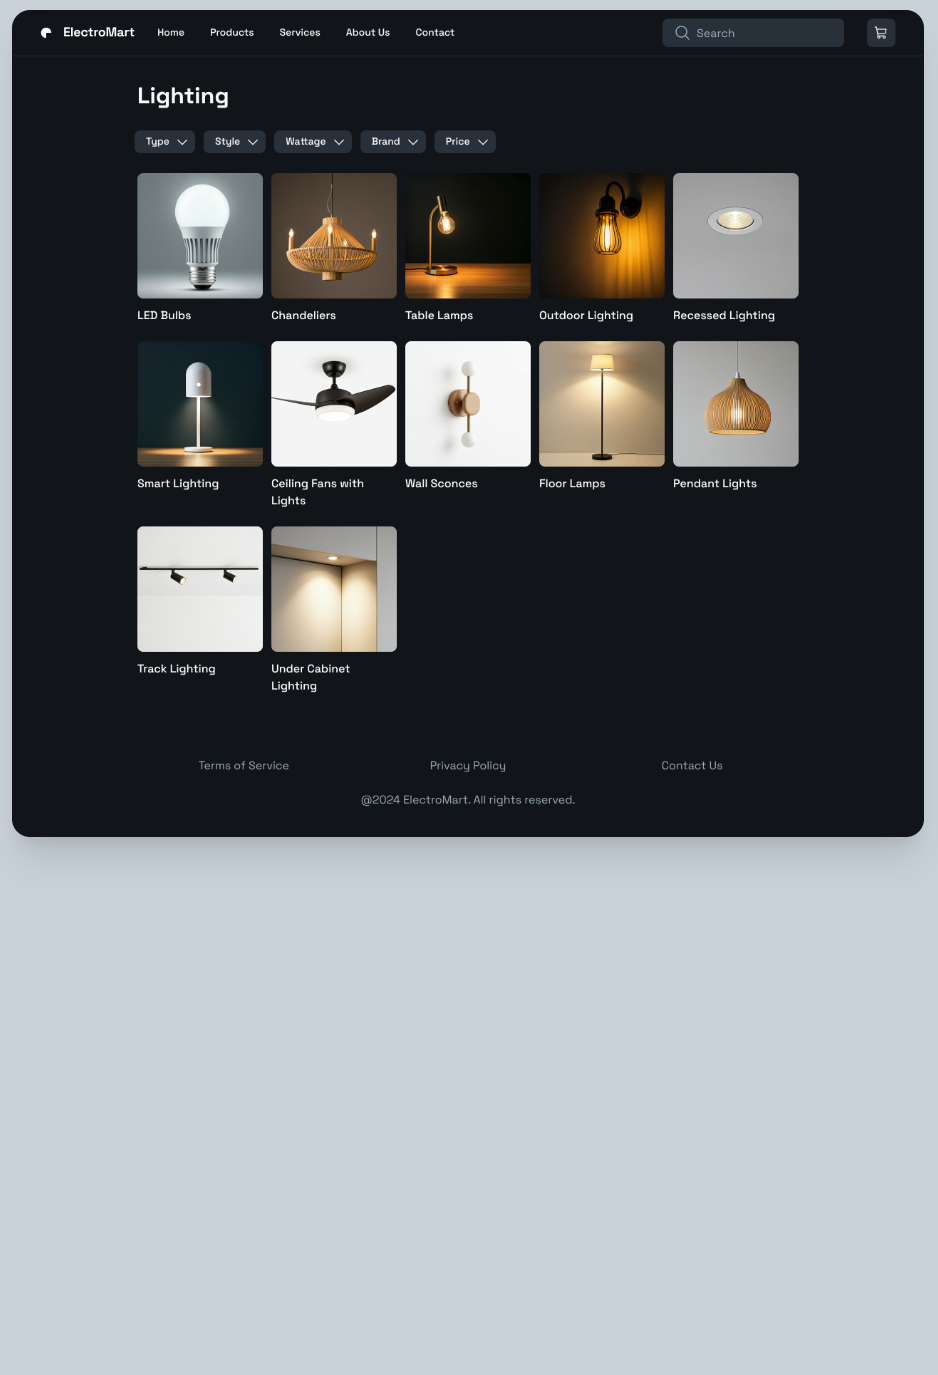 ElectroMart
Home
Products
Services
About Us
Contact
Search
Lighting
Type
Style
Wattage
Brand
Price
LED Bulbs
Chandeliers
Table Lamps
Outdoor Lighting
Recessed Lighting
Smart Lighting
Ceiling Fans with
Lights
Wall Sconces
Floor Lamps
Pendant Lights
Track Lighting
Under Cabinet
Lighting
Terms of Service
Privacy Policy
Contact Us
@2024 ElectroMart. All rights reserved.